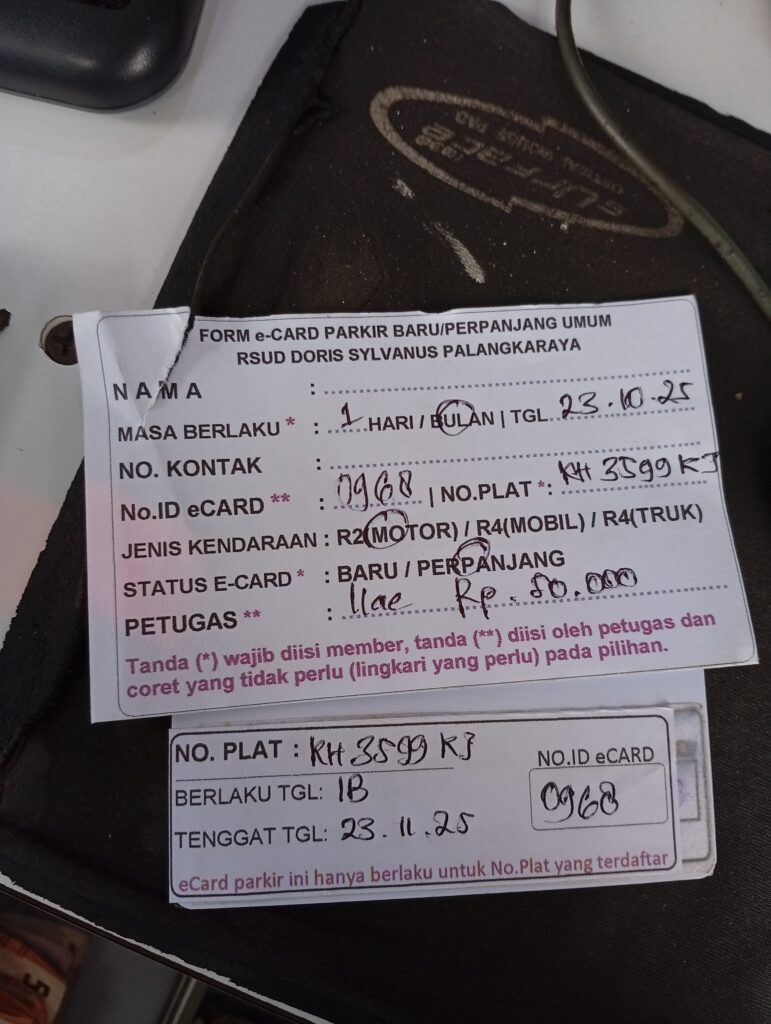 SURFACE
FORM e-CARD PARKIR BARU/PERPANJANG UMUM
RSUD DORIS SYLVANUS PALANGKARAYA
NAMA :
MASA BERLAKU * : 1 HARI / BULAN | TGL 23.10.25
NO. KONTAK :
No.ID eCARD ** : 0968 | NO.PLAT *: KH 3599 KJ
JENIS KENDARAAN : R2(MOTOR) / R4(MOBIL) / R4(TRUK)
STATUS E-CARD * : BARU / PERPANJANG
PETUGAS ** : Rp. 80.000
Tanda (*) wajib diisi member, tanda (**) diisi oleh petugas dan
coret yang tidak perlu (lingkari yang perlu) pada pilihan.
NO. PLAT : KH 3599 KJ
NO.ID eCARD
BERLAKU TGL: 1B
0968
TENGGAT TGL: 23.11.25
eCard parkir ini hanya berlaku untuk No.Plat yang terdaftar
5